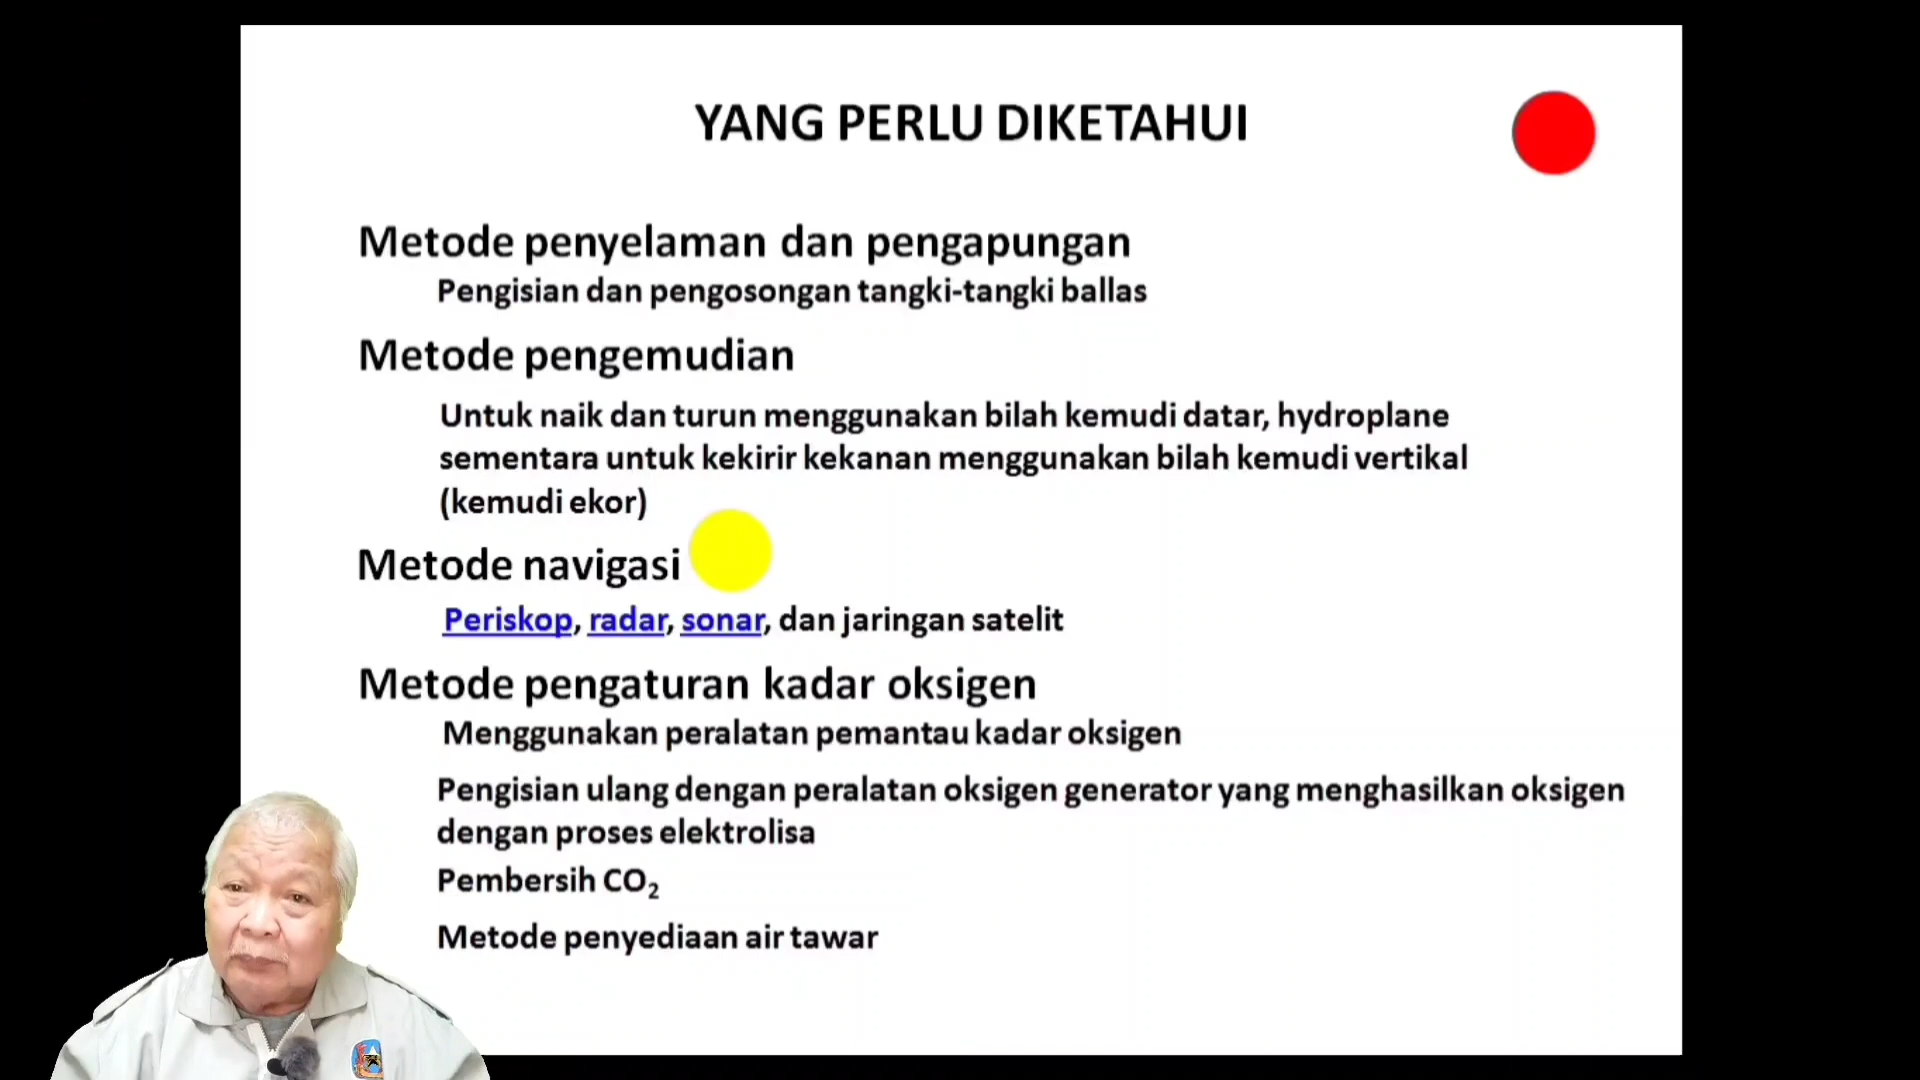 YANG PERLU DIKETAHUI
Metode penyelaman dan pengapungan
Pengisian dan pengosongan tangki-tangki ballas
Metode pengemudian
Untuk naik dan turun menggunakan bilah kemudi datar, hydroplane
sementara untuk kekirir kekanan menggunakan bilah kemudi vertikal
(kemudi ekor)
Metode navigasi
Periskop, radar, sonar, dan jaringan satelit
Metode pengaturan kadar oksigen
Menggunakan peralatan pemantau kadar oksigen
Pengisian ulang dengan peralatan oksigen generator yang menghasilkan oksigen
dengan proses elektrolisa
Pembersih CO₂
Metode penyediaan air tawar